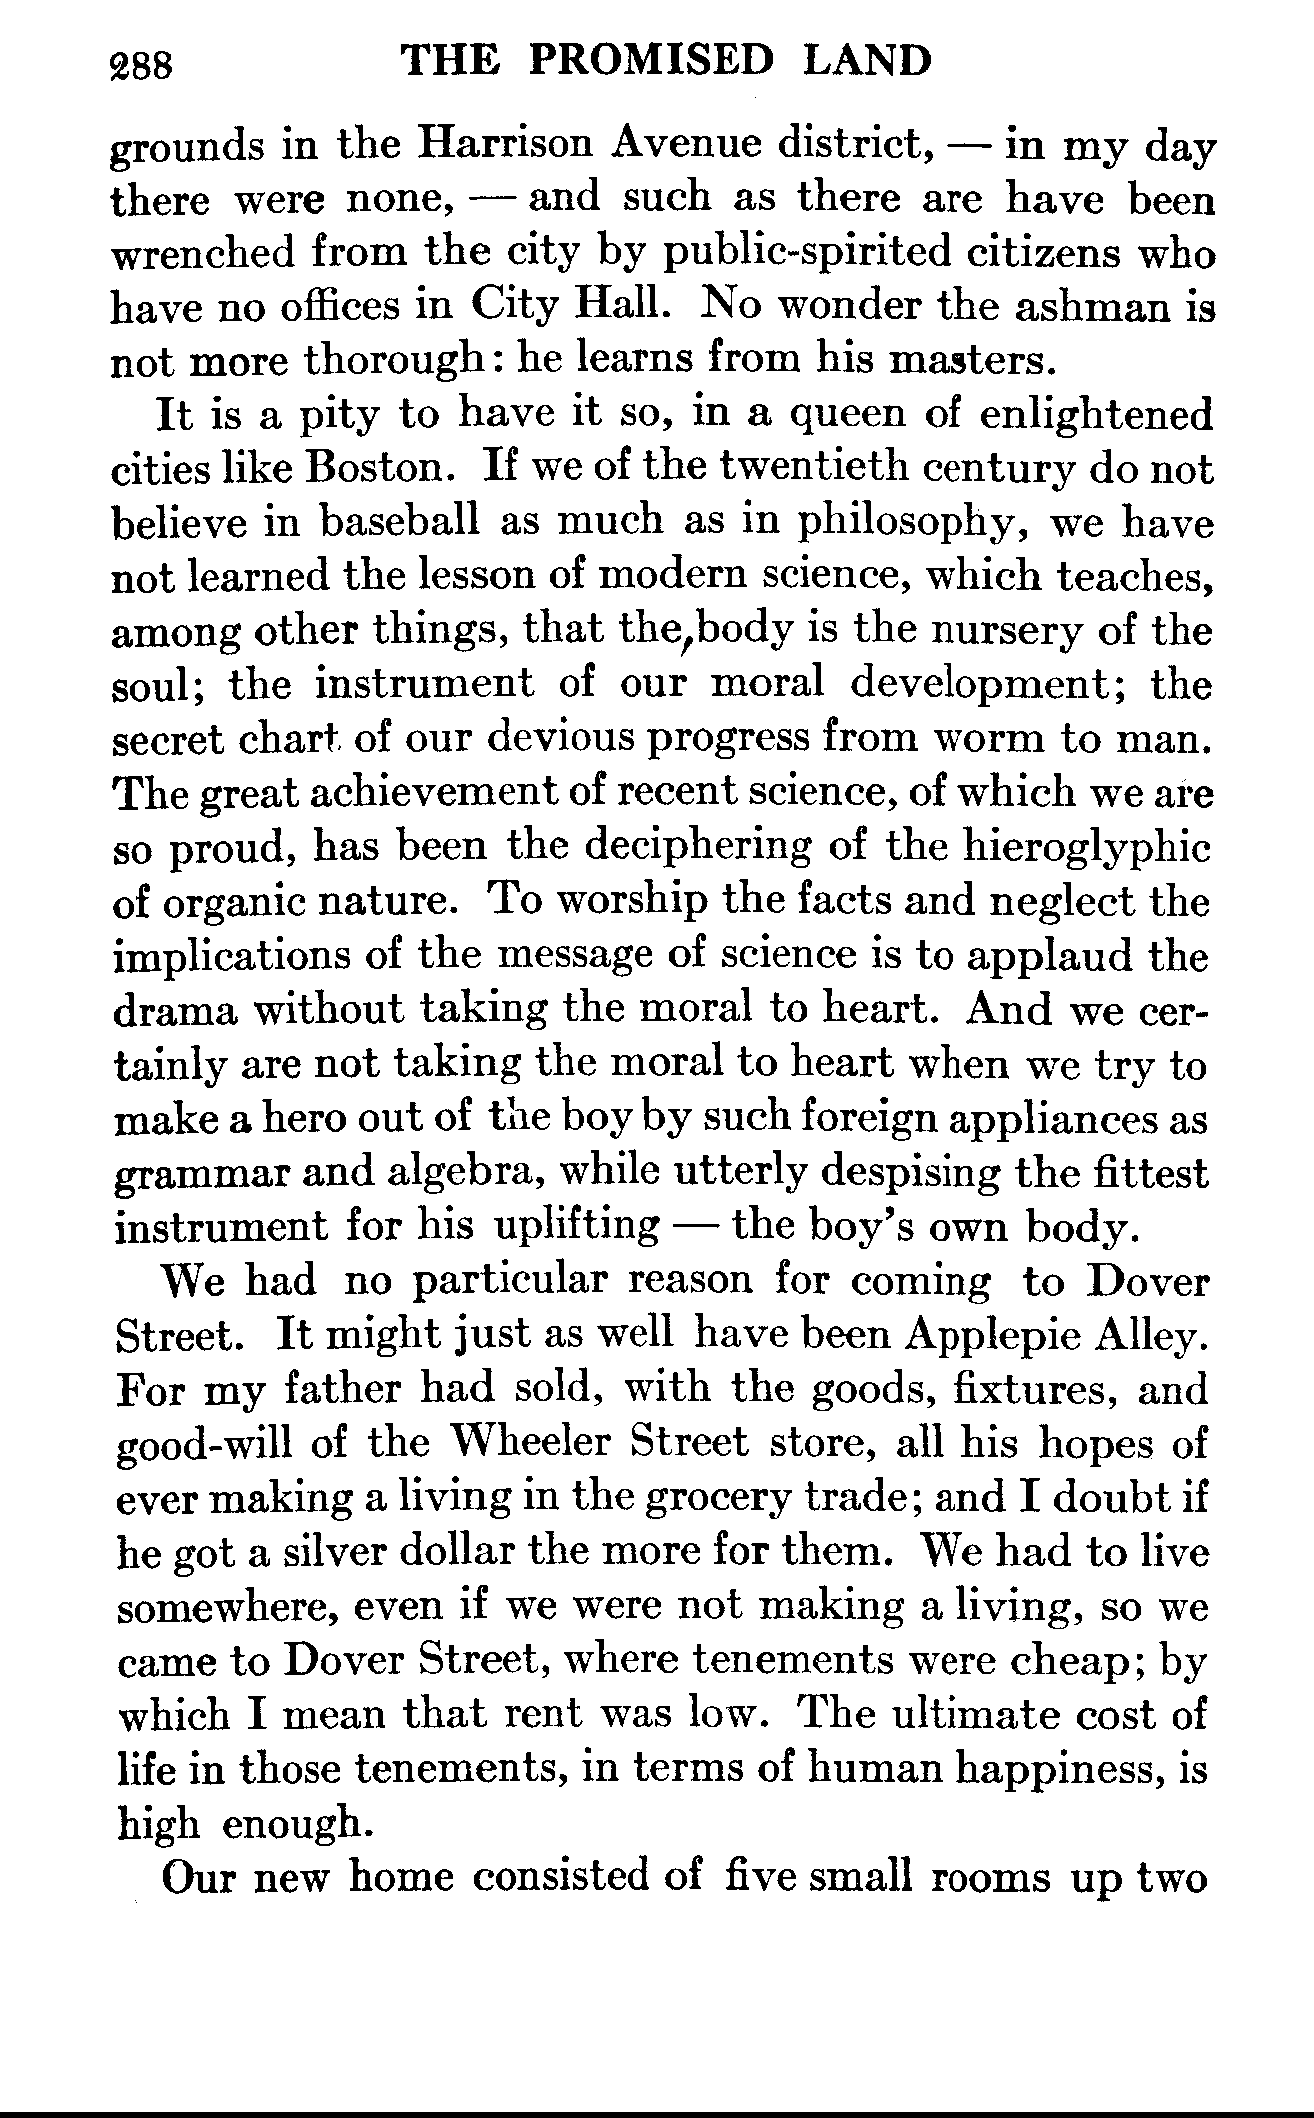 288 THE PROMISED LAND
grounds in the Harrison Avenue district, — in my day
there were none, — and such as there are have been
wrenched from the city by public-spirited citizens who
have no offices in City Hall. No wonder the ashman is
not more thorough: he learns from his masters.
It is a pity to have it so, in a queen of enlightened
cities like Boston. If we of the twentieth century do not
believe in baseball as much as in philosophy, we have
not learned the lesson of modern science, which teaches,
among other things, that the body is the nursery of the
soul; the instrument of our moral development; the
secret chart of our devious progress from worm to man.
The great achievement of recent science, of which we are
so proud, has been the deciphering of the hieroglyphic
of organic nature. To worship the facts and neglect the
implications of the message of science is to applaud the
drama without taking the moral to heart. And we cer-
tainly are not taking the moral to heart when we try to
make a hero out of the boy by such foreign appliances as
grammar and algebra, while utterly despising the fittest
instrument for his uplifting — the boy's own body.
We had no particular reason for coming to Dover
Street. It might just as well have been Applepie Alley.
For my father had sold, with the goods, fixtures, and
good-will of the Wheeler Street store, all his hopes of
ever making a living in the grocery trade; and I doubt if
he got a silver dollar the more for them. We had to live
somewhere, even if we were not making a living, so we
came to Dover Street, where tenements were cheap; by
which I mean that rent was low. The ultimate cost of
life in those tenements, in terms of human happiness, is
high enough.
Our new home consisted of five small rooms up two